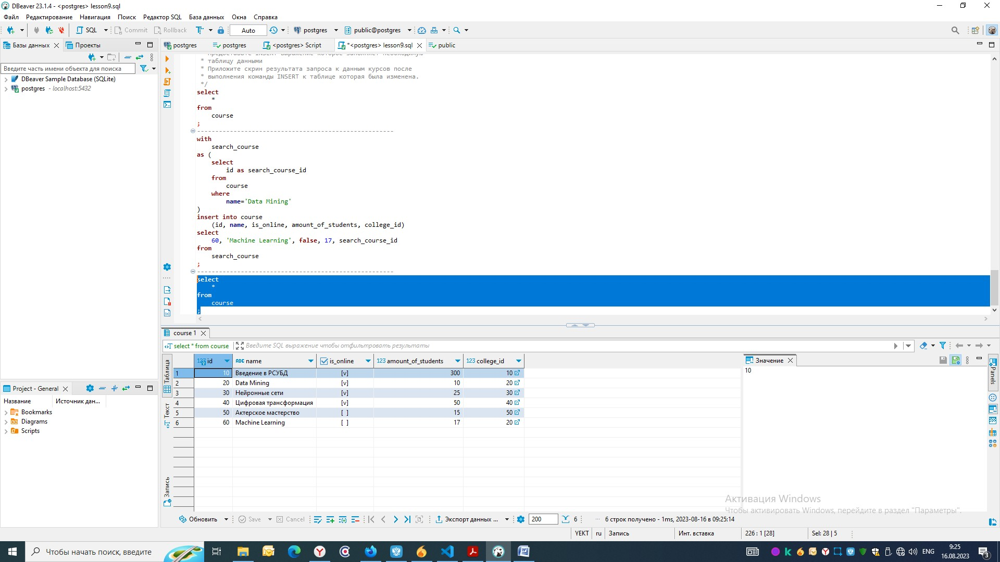 DBeaver 23.1.4 - <postgres> lesson9.sql
Файл Редактирование Навигация Поиск Редактор SQL База данных Окна Справка
SQL Commit Rollback Auto postgres public@postgres
Базы данных Проекты
postgres postgres <postgres> Script *<postgres> lesson9.sql public
Введите часть имени объекта для поиска
DBeaver Sample Database (SQLite)
postgres - localhost:5432
* таблицу данными
* Приложите скрин результата запроса к данным курсов после
* выполнения команды INSERT к таблице которая была изменена.
*/
select
*
from
course
;
------------------------------------------------------
with
search_course
as (
select
id as search_course_id
from
course
where
name='Data Mining'
)
insert into course
(id, name, is_online, amount_of_students, college_id)
select
60, 'Machine Learning', false, 17, search_course_id
from
search_course
;
------------------------------------------------------
select
*
from
course
;
course 1
select * from course Введите SQL выражение чтобы отфильтровать результаты
Таблица
Текст
Запись
123 id ABC name is_online 123 amount_of_students 123 college_id
1 10 Введение в РСУБД [v] 300 10
2 20 Data Mining [v] 10 20
3 30 Нейронные сети [v] 25 30
4 40 Цифровая трансформация [v] 50 40
5 50 Актерское мастерство [ ] 15 50
6 60 Machine Learning [ ] 17 20
Значение
10
Panels
Project - General
Название Источник дан...
Bookmarks
Diagrams
Scripts
Активация Windows
Чтобы активировать Windows, перейдите в раздел "Параметры".
Обновить Save Cancel Экспорт данных ... 200 6 6 строк получено - 1ms, 2023-08-16 в 09:25:14
YEKT ru Запись Инт. вставка 226 : 1 [28] Sel: 28 | 5
Чтобы начать поиск, введите
ENG
9:25
16.08.2023
3